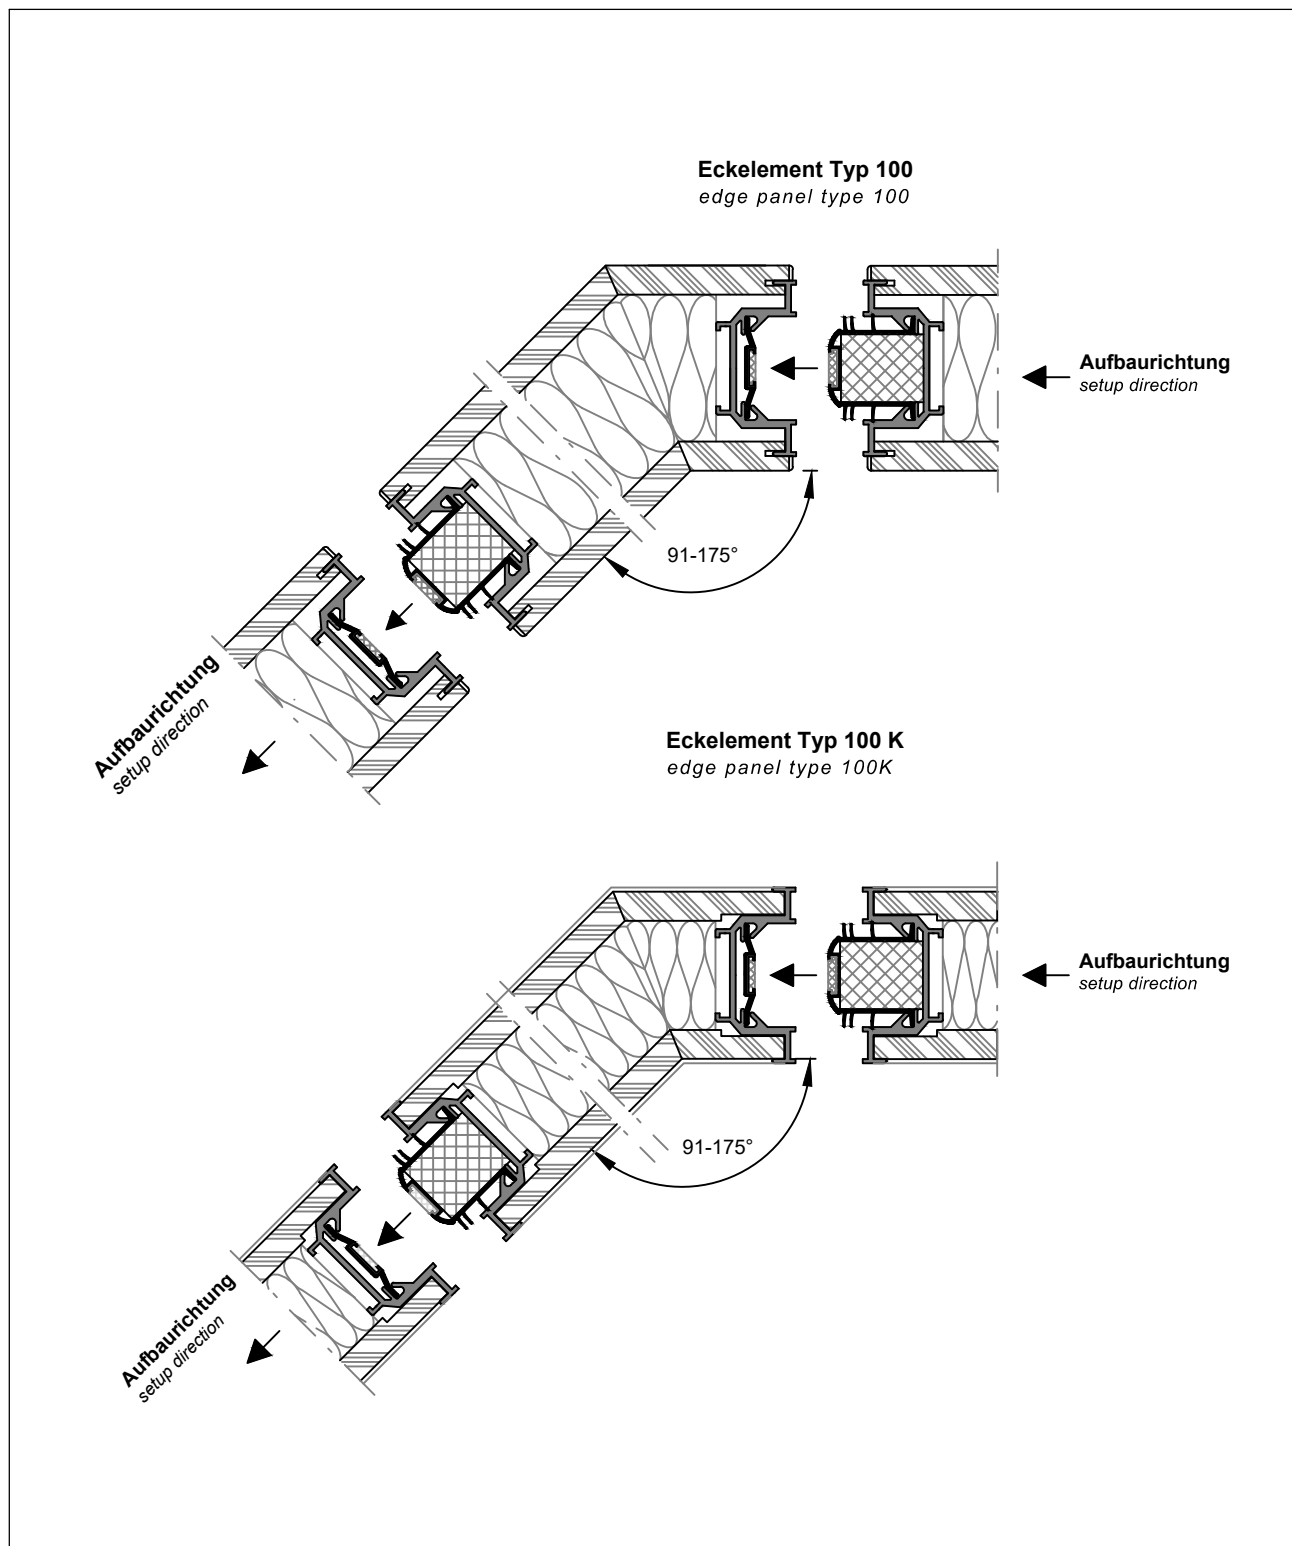 Eckelement Typ 100
edge panel type 100
Aufbaurichtung
setup direction
91-175°
Aufbaurichtung
setup direction
Eckelement Typ 100 K
edge panel type 100K
Aufbaurichtung
setup direction
91-175°
Aufbaurichtung
setup direction